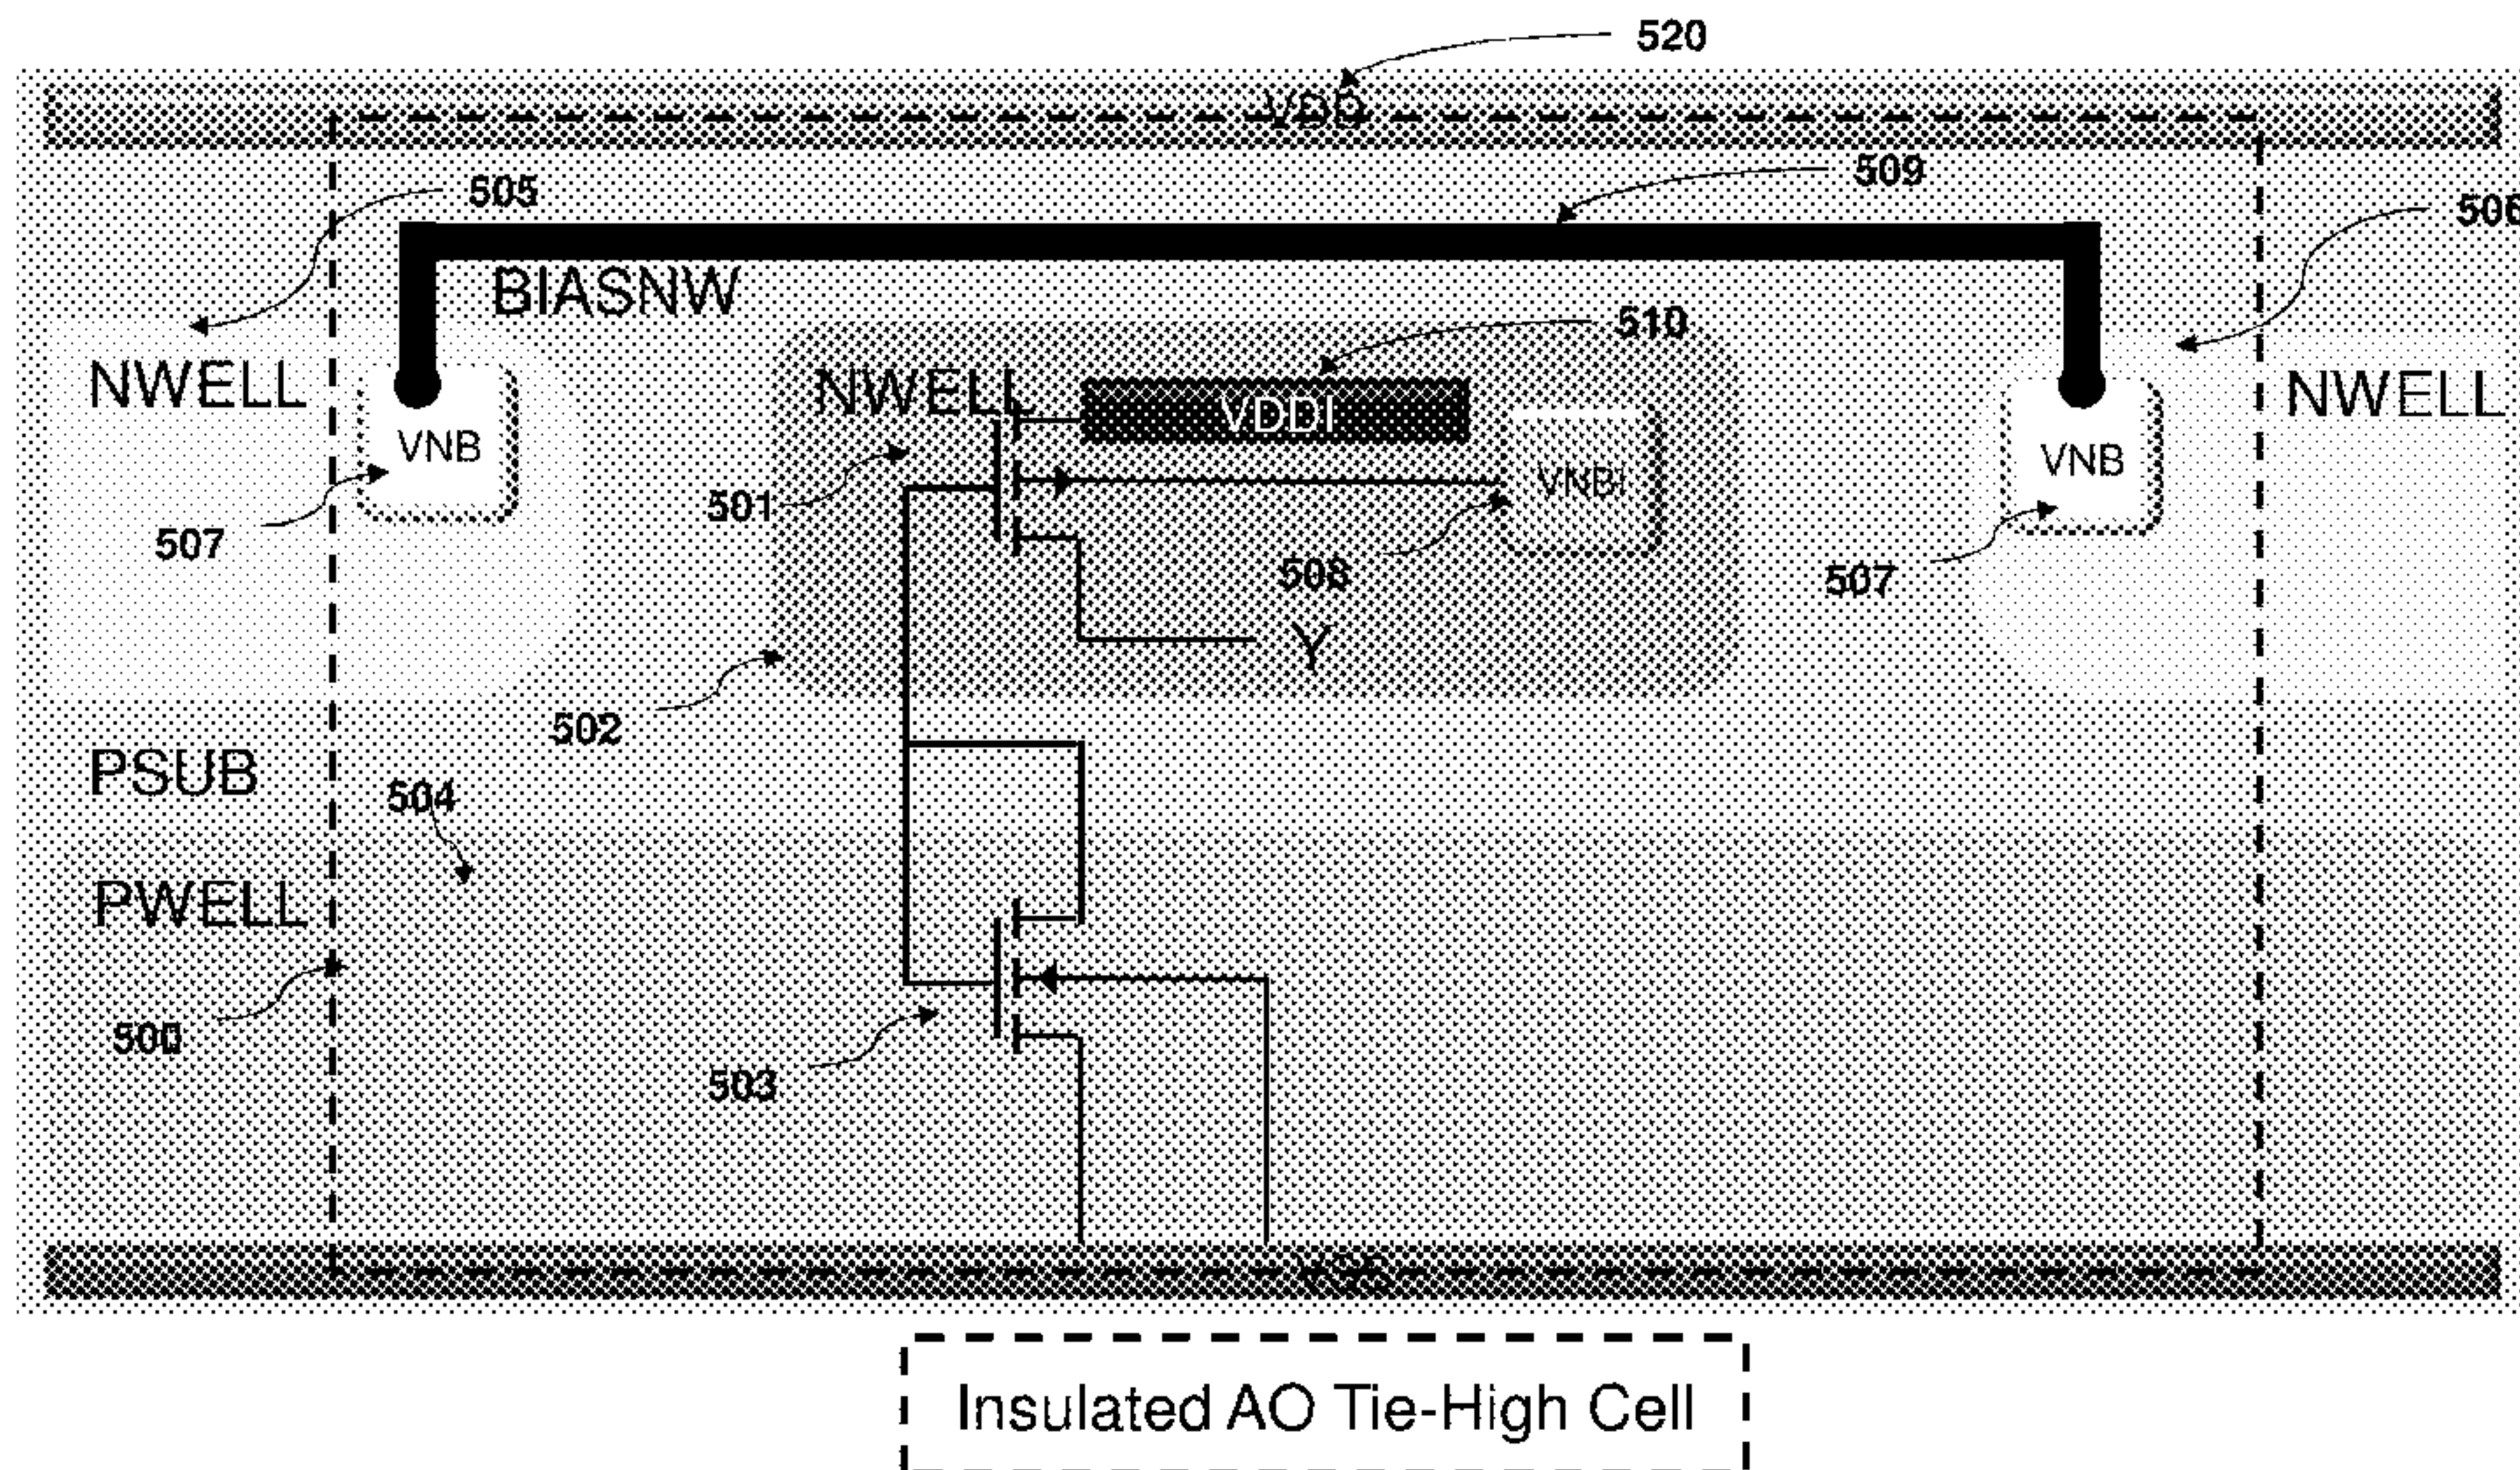 520
VDD
509
505
506
BIASNW
510
NWELL
NWELL
VDDI
NWELL
VNB
VNBI
VNB
501
507
508
507
Y
502
PSUB
504
PWELL
500
503
VSS
Insulated AO Tie-High Cell